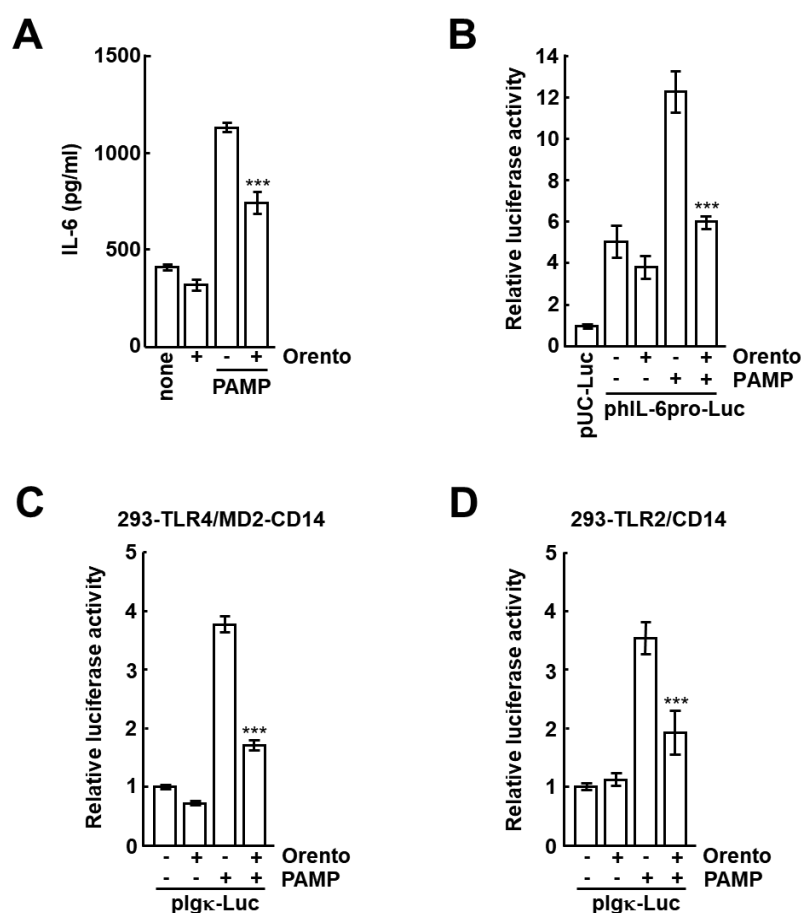 A
1500
1000
500
0
IL-6 (pg/ml)
***
none + - + Orento
PAMP
B
14
12
10
8
6
4
2
0
Relative luciferase activity
***
- + - + Orento
- - + + PAMP
pUC-Luc
phIL-6pro-Luc
C
293-TLR4/MD2-CD14
5
4
3
2
1
0
Relative luciferase activity
***
- + - + Orento
- - + + PAMP
pIgκ-Luc
D
293-TLR2/CD14
5
4
3
2
1
0
Relative luciferase activity
***
- + - + Orento
- - + + PAMP
pIgκ-Luc